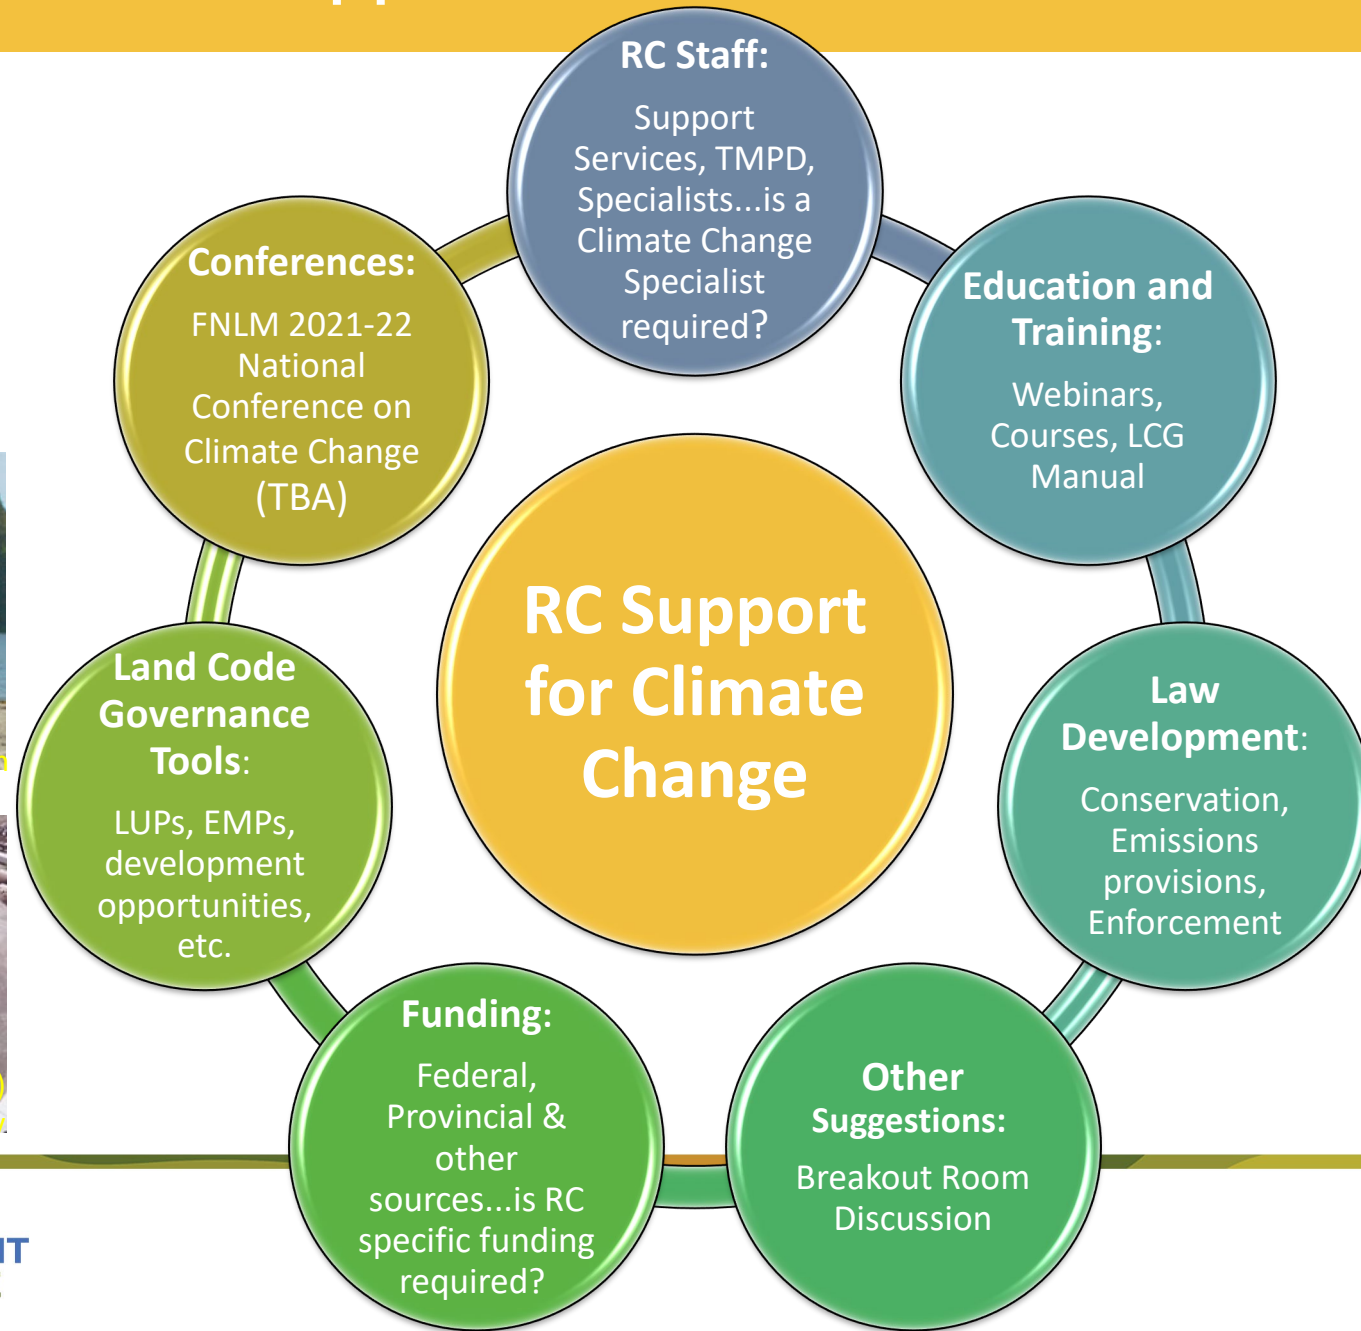 RC Staff:
Support
Services, TMPD,
Specialists...is a
Climate Change
Specialist
required?
Education and
Training:
Webinars,
Courses, LCG
Manual
Law
Development:
Conservation,
Emissions
provisions,
Enforcement
Other
Suggestions:
Breakout Room
Discussion
Funding:
Federal,
Provincial &
other
sources...is RC
specific funding
required?
Land Code
Governance
Tools:
LUPs, EMPs,
development
opportunities,
etc.
Conferences:
FNLM 2021-22
National
Conference on
Climate Change
(TBA)
RC Support
for Climate
Change